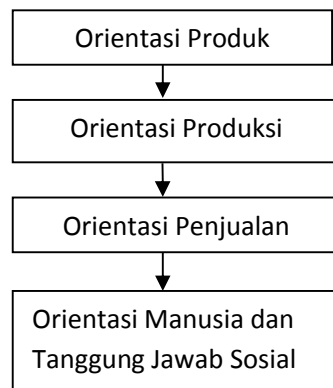 Orientasi Produk
Orientasi Produksi
Orientasi Penjualan
Orientasi Manusia dan
Tanggung Jawab Sosial